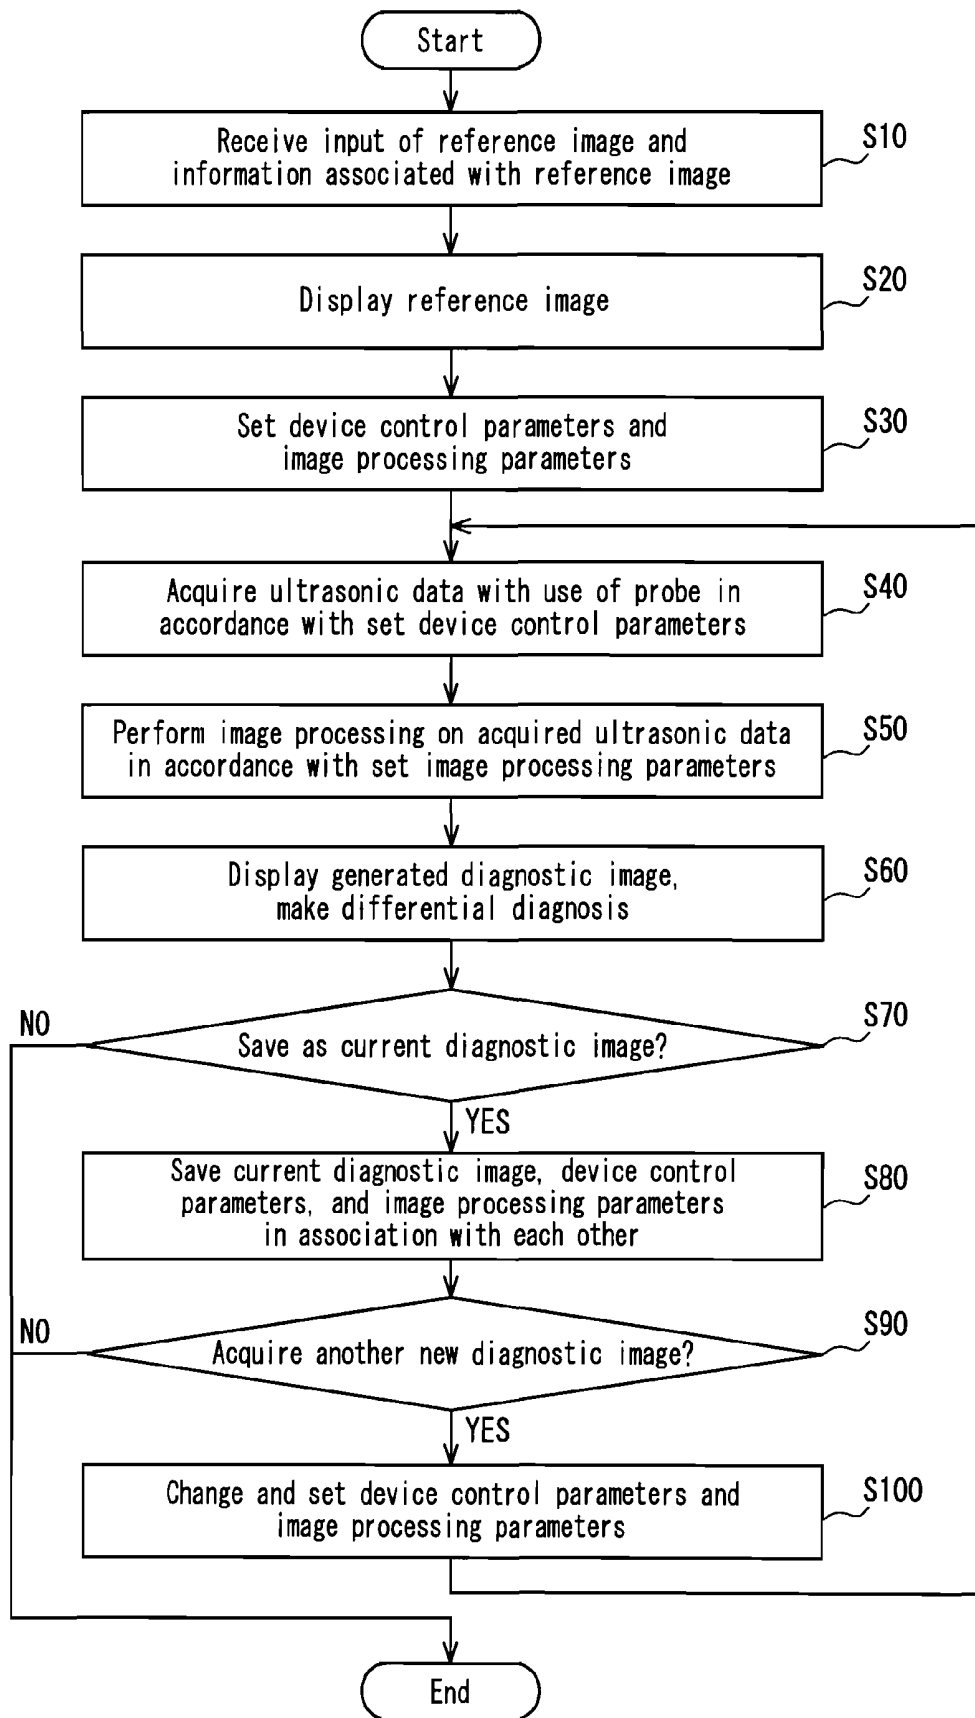 Start
Receive input of reference image and
information associated with reference image
S10
Display reference image
S20
Set device control parameters and
image processing parameters
S30
Acquire ultrasonic data with use of probe in
accordance with set device control parameters
S40
Perform image processing on acquired ultrasonic data
in accordance with set image processing parameters
S50
Display generated diagnostic image,
make differential diagnosis
S60
NO
Save as current diagnostic image?
S70
YES
Save current diagnostic image, device control
parameters, and image processing parameters
in association with each other
S80
NO
Acquire another new diagnostic image?
S90
YES
Change and set device control parameters and
image processing parameters
S100
End